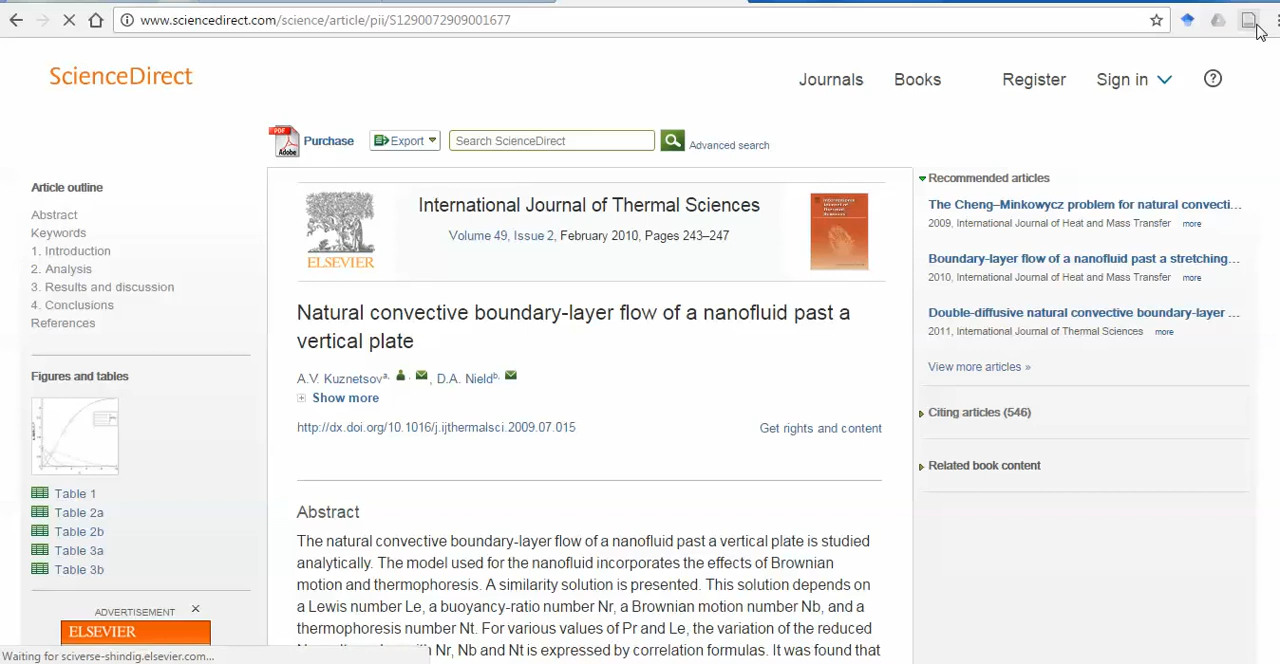 www.sciencedirect.com/science/article/pii/S1290072909001677
ScienceDirect
Journals Books Register Sign in ?
PDF Adobe Purchase Export Search ScienceDirect Advanced search
Article outline
Abstract
Keywords
1. Introduction
2. Analysis
3. Results and discussion
4. Conclusions
References
Figures and tables
Table 1
Table 2a
Table 2b
Table 3a
Table 3b
ADVERTISEMENT ×
ELSEVIER
Waiting for sciverse-shindig.elsevier.com...
ELSEVIER
International Journal of Thermal Sciences
Volume 49, Issue 2, February 2010, Pages 243–247
Natural convective boundary-layer flow of a nanofluid past a
vertical plate
A.V. Kuznetsov a, , D.A. Nield b,
Show more
http://dx.doi.org/10.1016/j.ijthermalsci.2009.07.015 Get rights and content
Abstract
The natural convective boundary-layer flow of a nanofluid past a vertical plate is studied
analytically. The model used for the nanofluid incorporates the effects of Brownian
motion and thermophoresis. A similarity solution is presented. This solution depends on
a Lewis number Le, a buoyancy-ratio number Nr, a Brownian motion number Nb, and a
thermophoresis number Nt. For various values of Pr and Le, the variation of the reduced
Nr, Nb and Nt is expressed by correlation formulas. It was found that
Recommended articles
The Cheng–Minkowycz problem for natural convecti...
2009, International Journal of Heat and Mass Transfer more
Boundary-layer flow of a nanofluid past a stretching...
2010, International Journal of Heat and Mass Transfer more
Double-diffusive natural convective boundary-layer ...
2011, International Journal of Thermal Sciences more
View more articles »
Citing articles (546)
Related book content